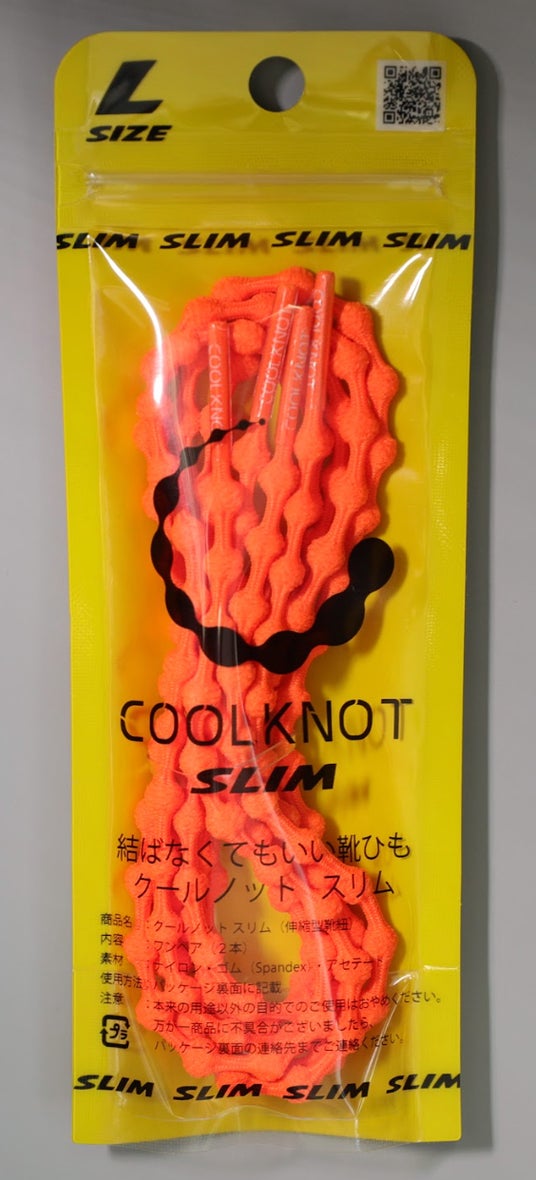 L
SIZE
SLIM SLIM SLIM SLIM
COOLKNOT COOLKNOT COOLKNOT COOLKNOT
COOLKNOT
SLIM
結ばなくてもいい靴ひも
クールノット スリム
商品名：クールノット スリム（伸縮型靴紐）
内容：ワンペア（2本）
素材：ナイロン・ゴム（Spandex）・アセテート
使用方法：パッケージ裏面に記載
注意：本来の用途以外の目的でのご使用はおやめください。
万が一商品に不具合がございましたら、
パッケージ裏面の連絡先までご連絡ください。
プラ
SLIM SLIM SLIM SLIM